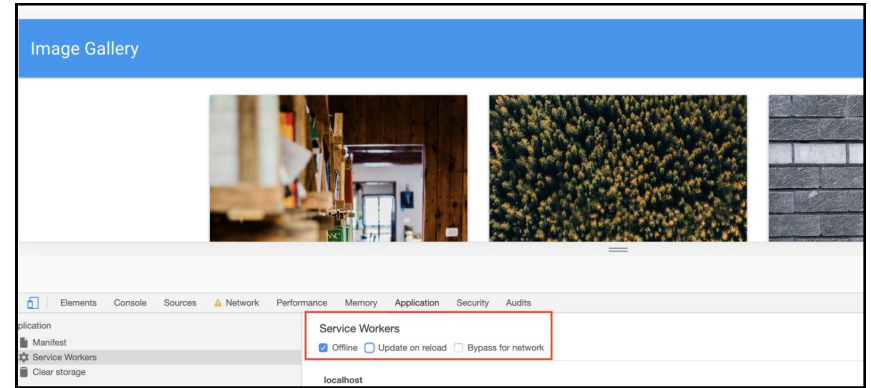 Image Gallery
SSC
Elements Console Sources Network Performance Memory Application Security Audits
plication
Manifest
Service Workers
Clear storage
Service Workers
Offline Update on reload Bypass for network
localhost